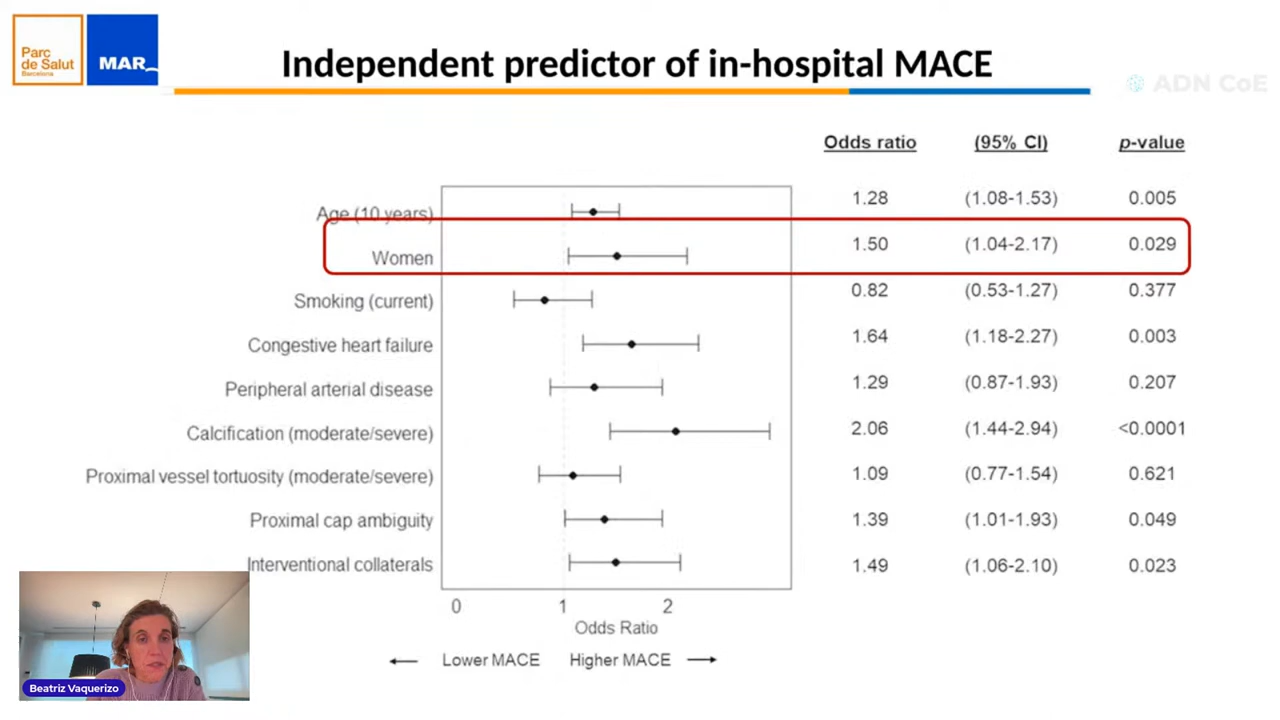 Parc
de Salut
Barcelona
MAR
Independent predictor of in-hospital MACE
ADN CoE
Odds ratio (95% CI) p-value
Age (10 years) 1.28 (1.08-1.53) 0.005
Women 1.50 (1.04-2.17) 0.029
Smoking (current) 0.82 (0.53-1.27) 0.377
Congestive heart failure 1.64 (1.18-2.27) 0.003
Peripheral arterial disease 1.29 (0.87-1.93) 0.207
Calcification (moderate/severe) 2.06 (1.44-2.94) <0.0001
Proximal vessel tortuosity (moderate/severe) 1.09 (0.77-1.54) 0.621
Proximal cap ambiguity 1.39 (1.01-1.93) 0.049
Interventional collaterals 1.49 (1.06-2.10) 0.023
0 1 2
Odds Ratio
Lower MACE Higher MACE
Beatriz Vaquerizo